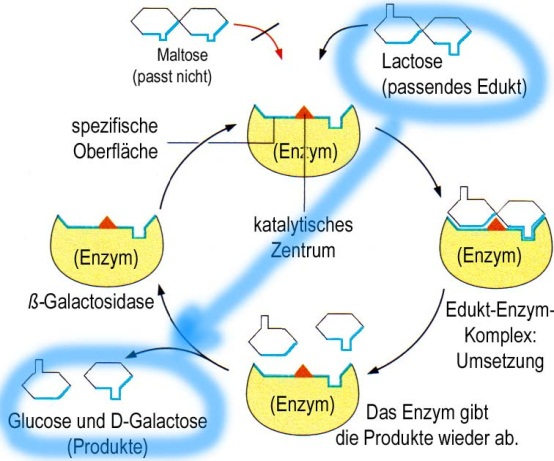 Maltose
(passt nicht)
Lactose
(passendes Edukt)
spezifische
Oberfläche
(Enzym)
katalytisches
Zentrum
(Enzym)
(Enzym)
ß-Galactosidase
Edukt-Enzym-
Komplex:
Umsetzung
(Enzym)
Das Enzym gibt
die Produkte wieder ab.
Glucose und D-Galactose
(Produkte)